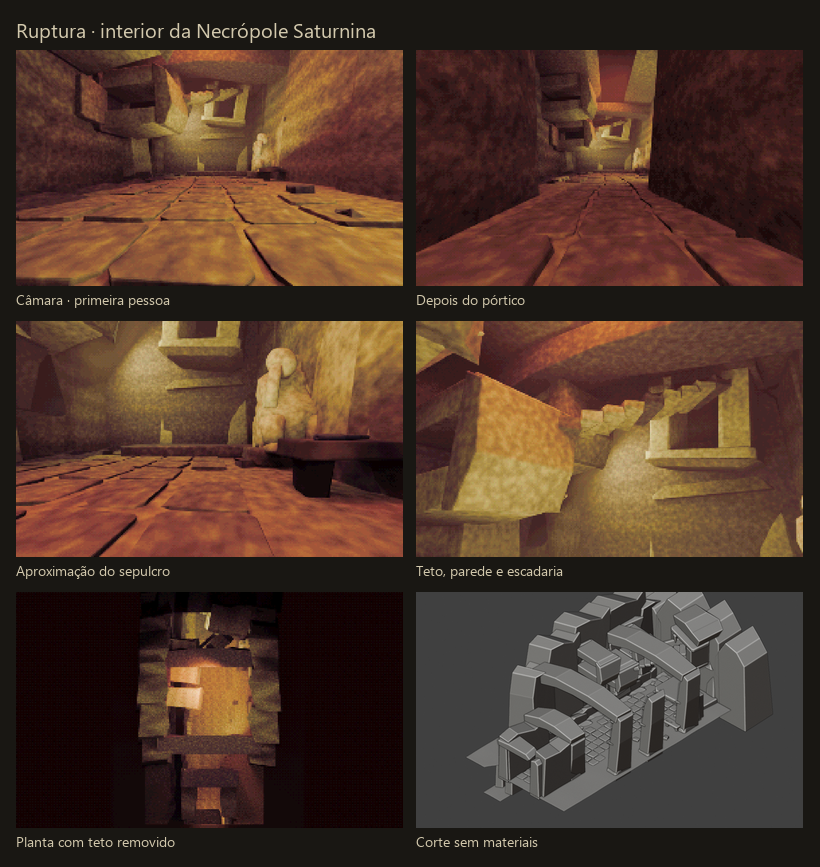 Ruptura · interior da Necrópole Saturnina
Câmara · primeira pessoa
Depois do pórtico
Aproximação do sepulcro
Teto, parede e escadaria
Planta com teto removido
Corte sem materiais